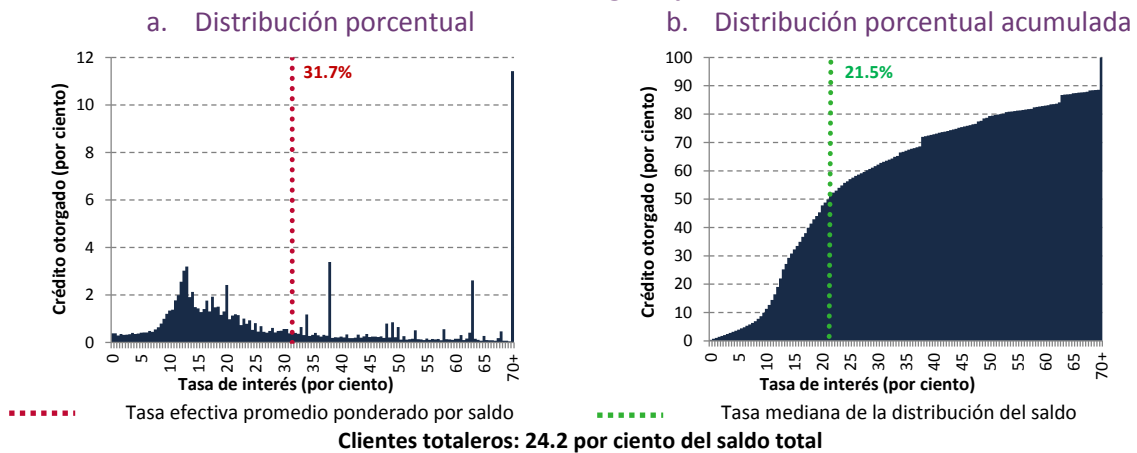 a. Distribución porcentual
b. Distribución porcentual acumulada
Crédito otorgado (por ciento)
12
10
8
6
4
2
0
31.7%
0 5 10 15 20 25 30 35 40 45 50 55 60 65 70+
Tasa de interés (por ciento)
Crédito otorgado (por ciento)
100
90
80
70
60
50
40
30
20
10
0
21.5%
0 5 10 15 20 25 30 35 40 45 50 55 60 65 70+
Tasa de interés (por ciento)
Tasa efectiva promedio ponderado por saldo
Tasa mediana de la distribución del saldo
Clientes totaleros: 24.2 por ciento del saldo total